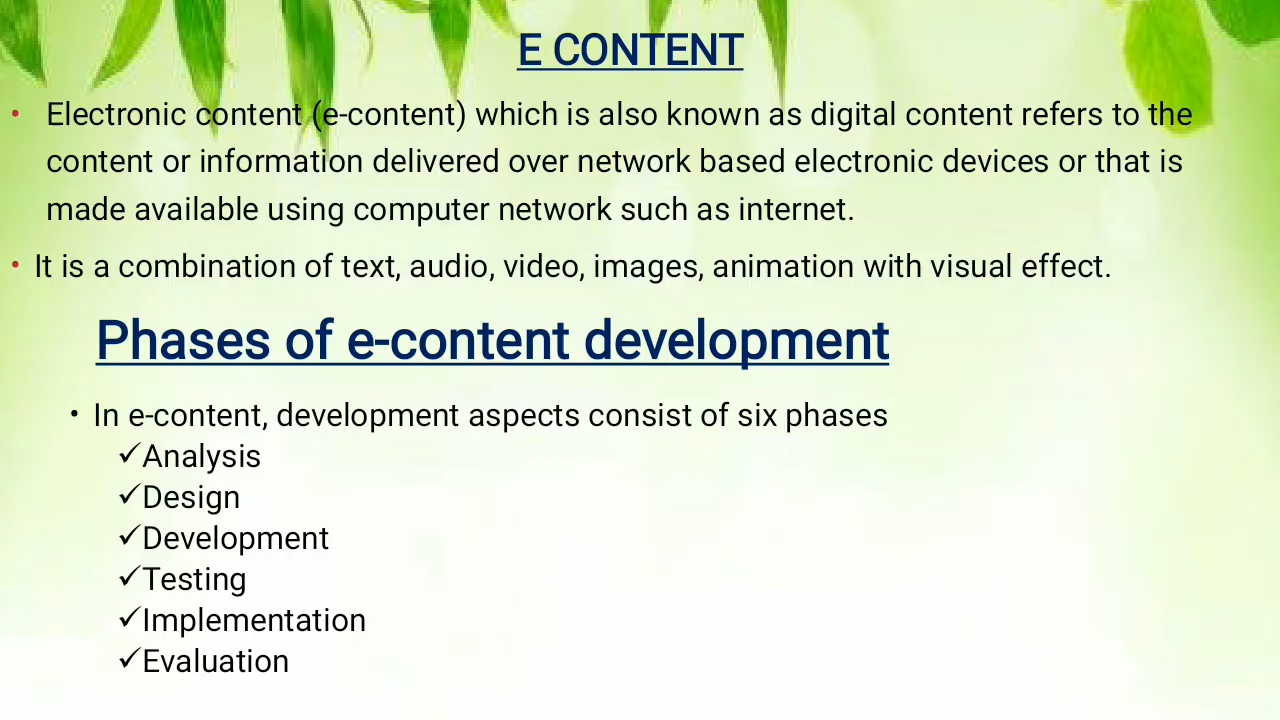 E CONTENT
• Electronic content (e-content) which is also known as digital content refers to the
content or information delivered over network based electronic devices or that is
made available using computer network such as internet.
• It is a combination of text, audio, video, images, animation with visual effect.
Phases of e-content development
• In e-content, development aspects consist of six phases
✓Analysis
✓Design
✓Development
✓Testing
✓Implementation
✓Evaluation